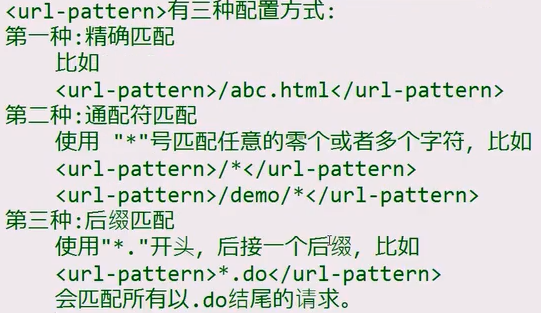 <url-pattern>有三种配置方式:
第一种:精确匹配
比如
<url-pattern>/abc.html</url-pattern>
第二种:通配符匹配
使用 "*"号匹配任意的零个或者多个字符，比如
<url-pattern>/*</url-pattern>
<url-pattern>/demo/*</url-pattern>
第三种:后缀匹配
使用"*."开头，后接一个后缀，比如
<url-pattern>*.do</url-pattern>
会匹配所有以.do结尾的请求。